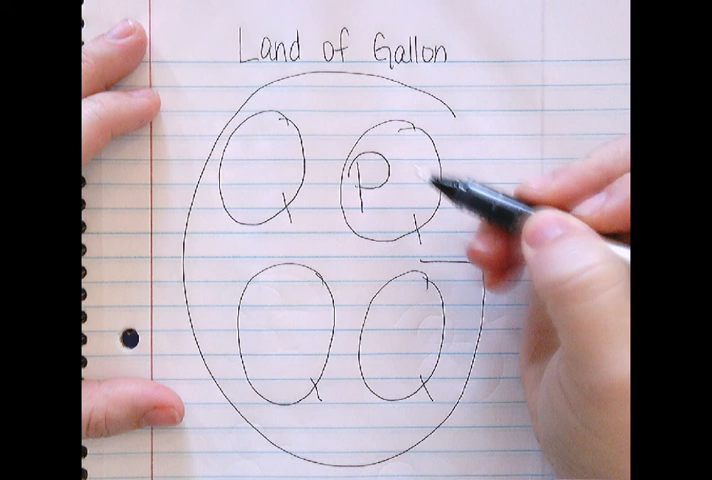 Land of Gallon
G
Q Q
P
Q Q